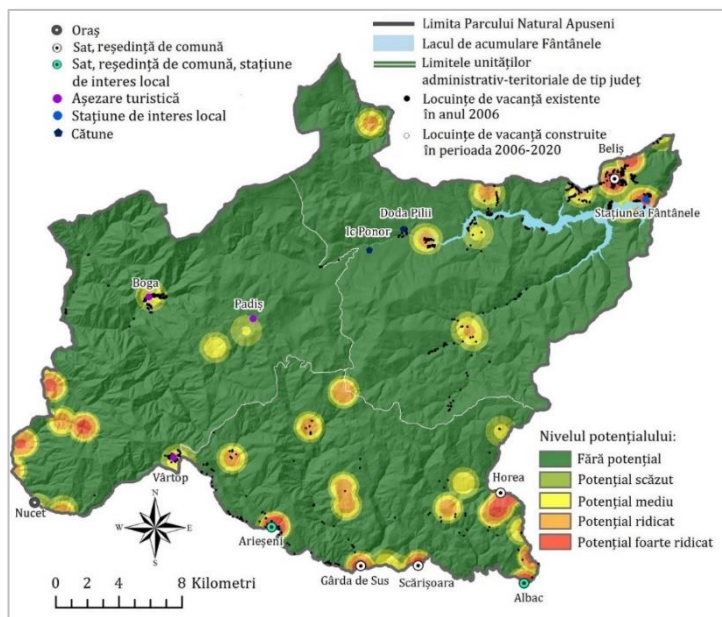 Oraș
Sat, reședință de comună
Sat, reședință de comună, stațiune
de interes local
Așezare turistică
Stațiune de interes local
Cătune
Limita Parcului Natural Apuseni
Lacul de acumulare Fântânele
Limitele unităților
administrativ-teritoriale de tip județ
Locuințe de vacanță existente
în anul 2006
Locuințe de vacanță construite
în perioada 2006-2020
Beliș
Stațiunea Fântânele
Doda Pilii
Ic Ponor
Boga
Padiș
Vârtop
Nucet
Arieșeni
Gârda de Sus
Scărișoara
Horea
Albac
N
W
E
S
0 2 4 8 Kilometri
Nivelul potențialului:
Fără potențial
Potențial scăzut
Potențial mediu
Potențial ridicat
Potențial foarte ridicat